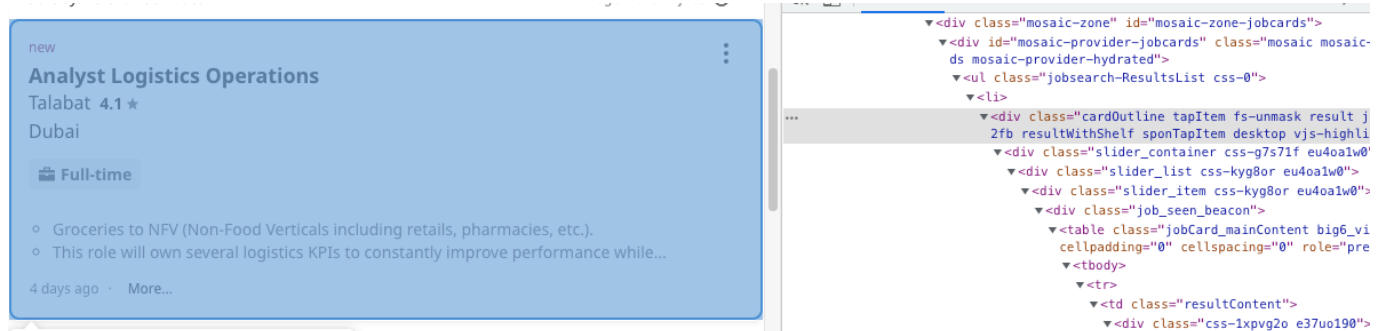 new
Analyst Logistics Operations
Talabat 4.1 ★
Dubai
Full-time
Groceries to NFV (Non-Food Verticals including retails, pharmacies, etc.).
This role will own several logistics KPIs to constantly improve performance while...
4 days ago · More...
▼<div class="mosaic-zone" id="mosaic-zone-jobcards">
▼<div id="mosaic-provider-jobcards" class="mosaic mosaic-
ds mosaic-provider-hydrated">
▼<ul class="jobsearch-ResultsList css-0">
▼<li>
▼<div class="cardOutline tapItem fs-unmask result j
2fb resultWithShelf sponTapItem desktop vjs-highli
▼<div class="slider_container css-g7s71f eu4oa1w0"
▼<div class="slider_list css-kyg8or eu4oa1w0">
▼<div class="slider_item css-kyg8or eu4oa1w0">
▼<div class="job_seen_beacon">
▼<table class="jobCard_mainContent big6_vi
cellpadding="0" cellspacing="0" role="pre
▼<tbody>
▼<tr>
▼<td class="resultContent">
▼<div class="css-1xpvg2o e37uo190">